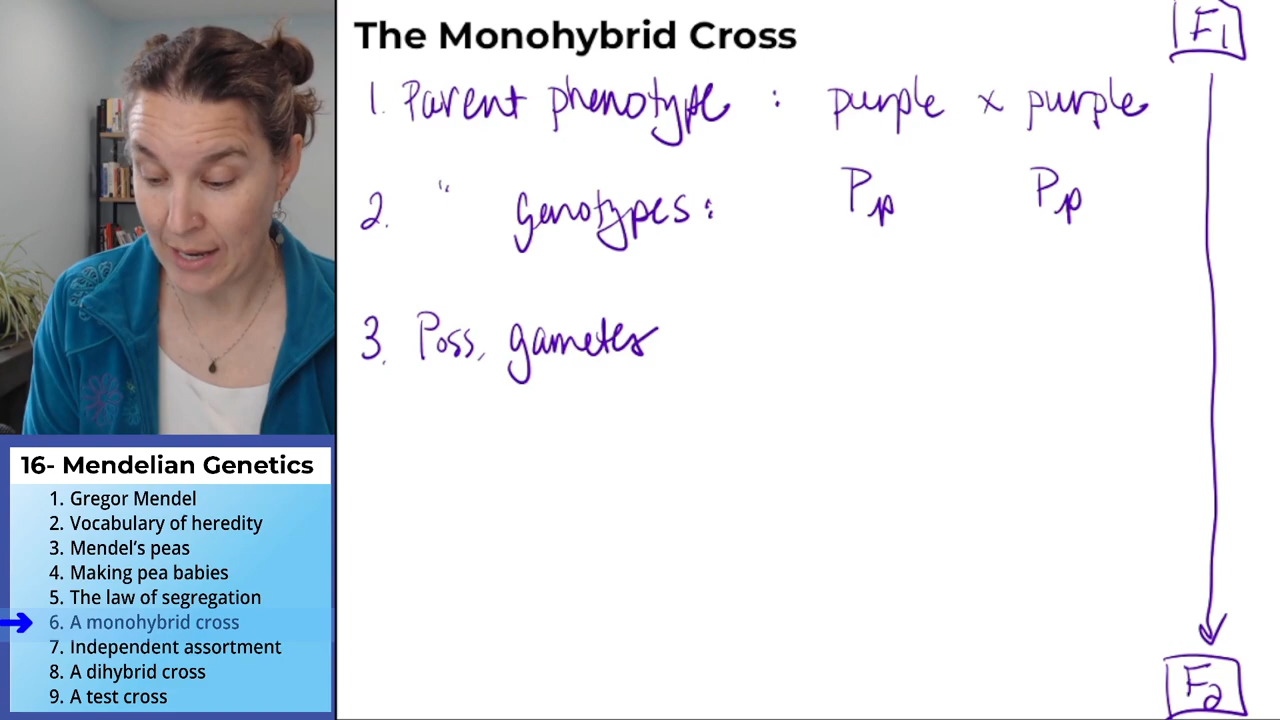 The Monohybrid Cross
F1
1. Parent phenotype : purple x purple
2. " genotypes: Pp Pp
3. Poss. gametes
16- Mendelian Genetics
1. Gregor Mendel
2. Vocabulary of heredity
3. Mendel's peas
4. Making pea babies
5. The law of segregation
6. A monohybrid cross
7. Independent assortment
8. A dihybrid cross
9. A test cross
F2